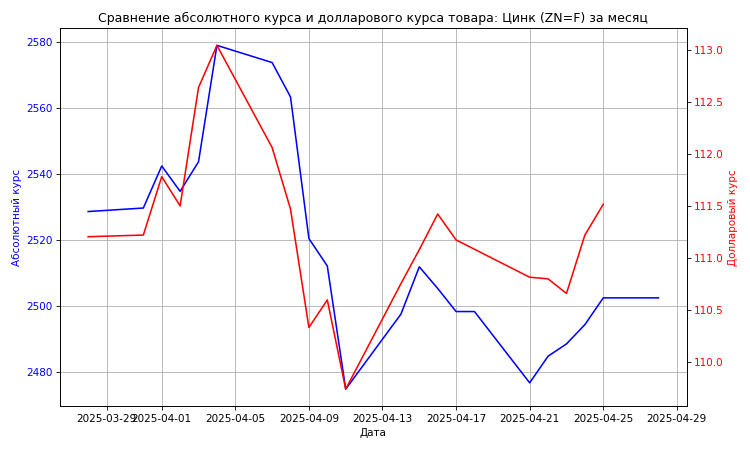 Сравнение абсолютного курса и долларового курса товара: Цинк (ZN=F) за месяц
2580
2560
2540
2520
2500
2480
Абсолютный курс
113.0
112.5
112.0
111.5
111.0
110.5
110.0
Долларовый курс
2025-03-29 2025-04-01 2025-04-05 2025-04-09 2025-04-13 2025-04-17 2025-04-21 2025-04-25 2025-04-29
Дата